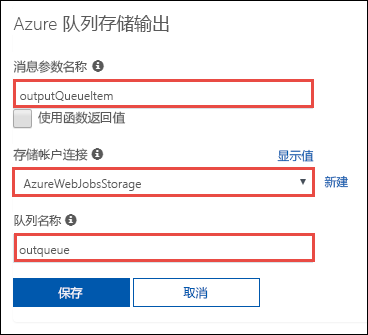 Azure 队列存储输出
消息参数名称
outputQueueItem
使用函数返回值
存储帐户连接 显示值
AzureWebJobsStorage 新建
队列名称
outqueue
保存 取消